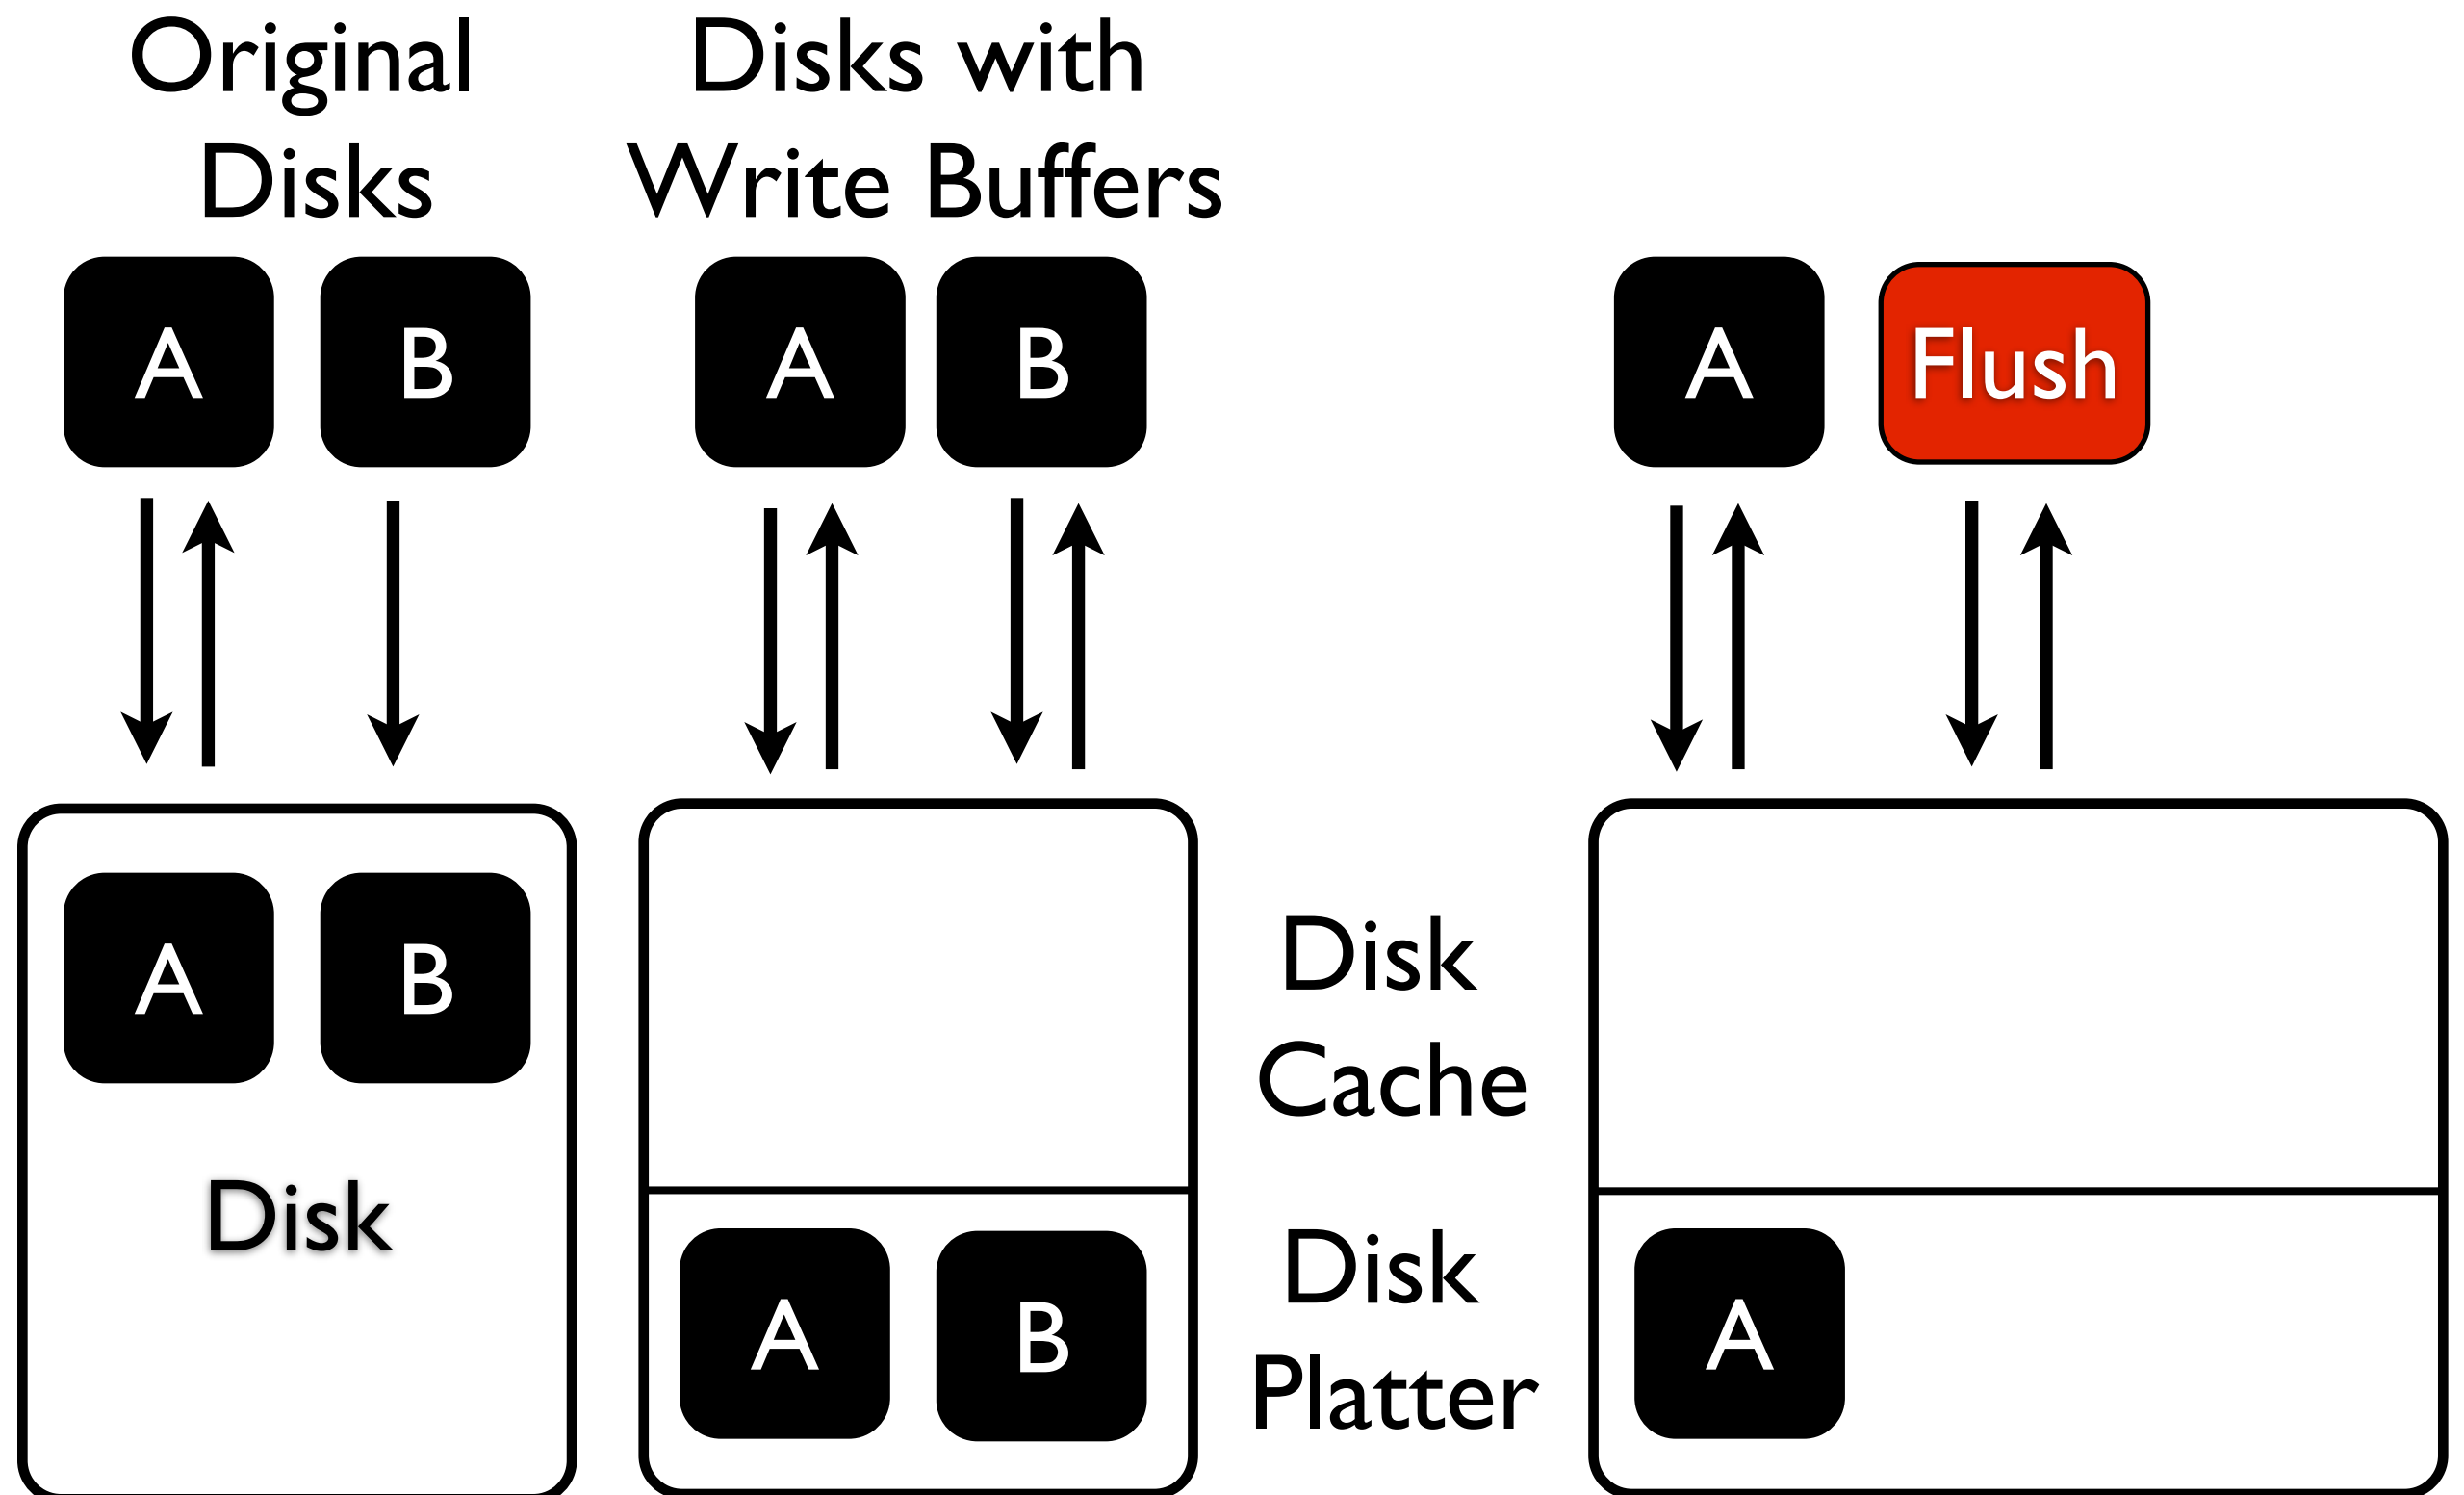 Original
Disks
Disks with
Write Buffers
A
B
A
B
A
Flush
A
B
Disk
Disk
Cache
Disk
Platter
A
B
A